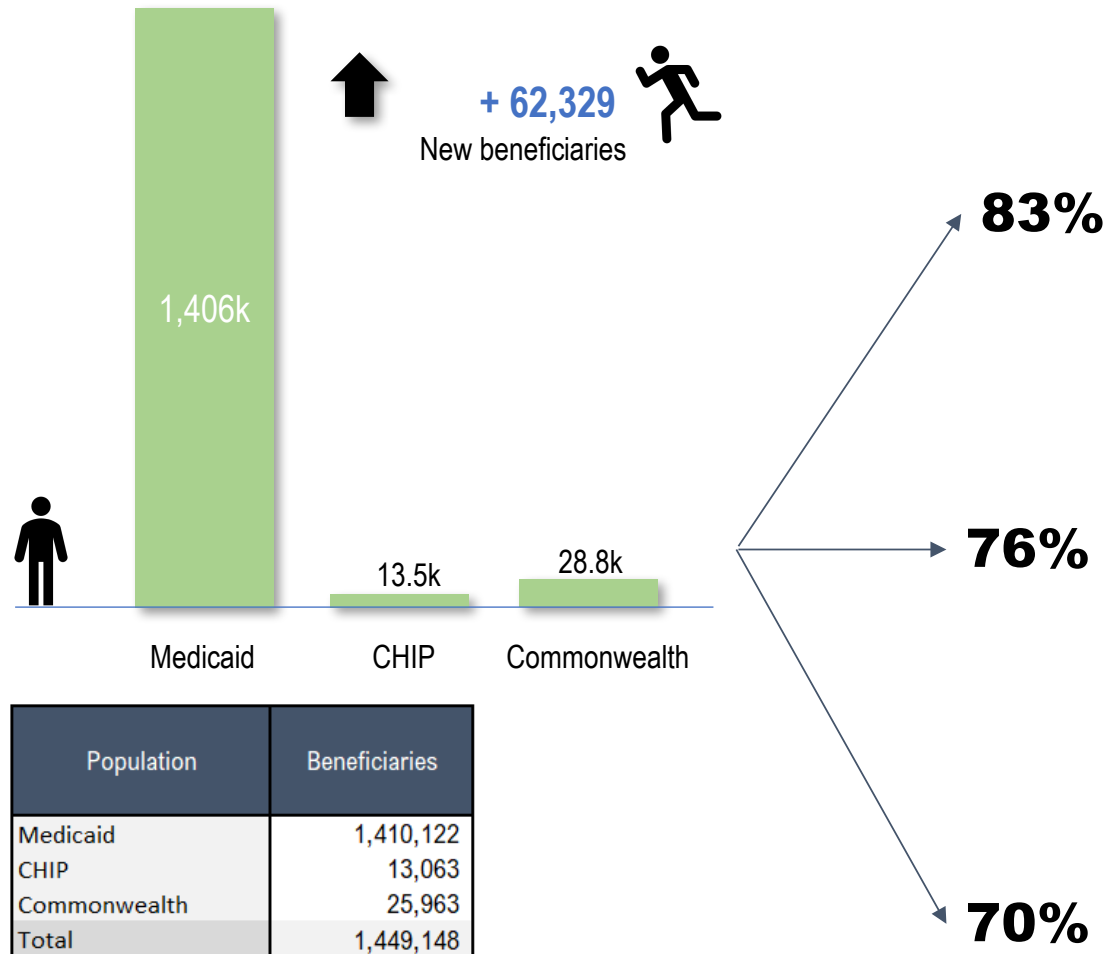 + 62,329
New beneficiaries
83%
1,406k
76%
13.5k
28.8k
Medicaid CHIP Commonwealth
Population Beneficiaries
Medicaid 1,410,122
CHIP 13,063
Commonwealth 25,963
Total 1,449,148
70%